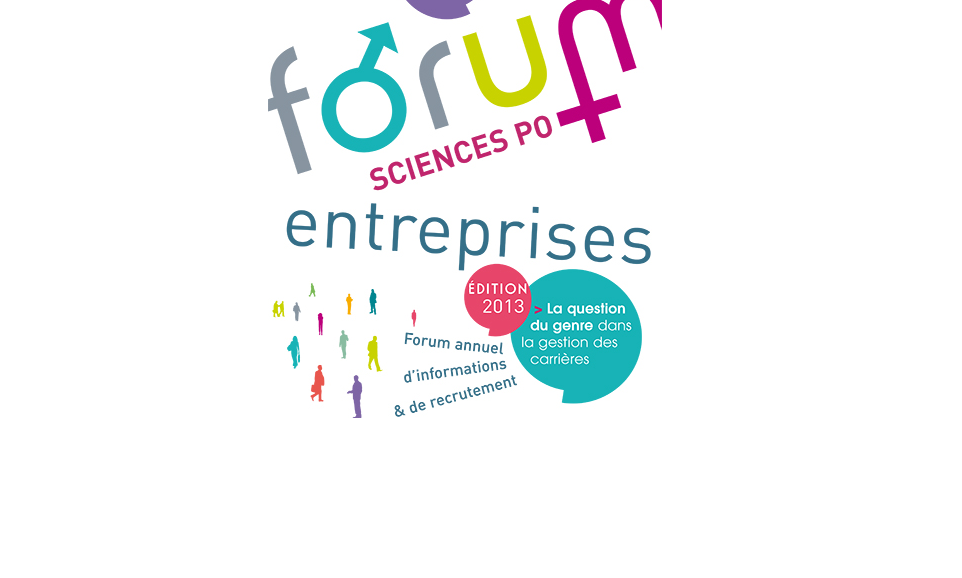 forum
SCIENCES PO
entreprises
ÉDITION
2013
> La question
du genre dans
la gestion des
carrières
Forum annuel
d'informations
& de recrutement